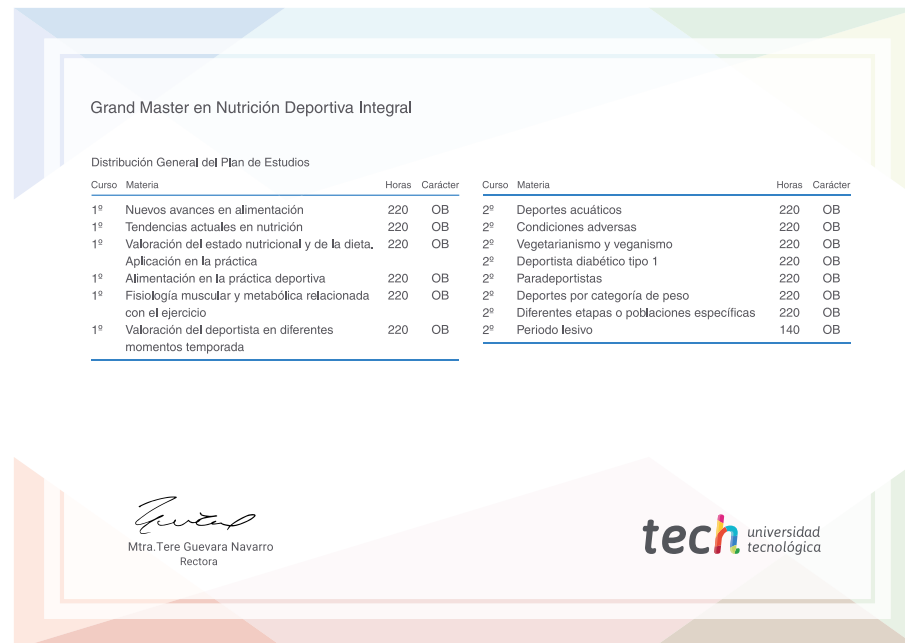 Grand Master en Nutrición Deportiva Integral
Distribución General del Plan de Estudios
Curso Materia Horas Carácter
1º Nuevos avances en alimentación 220 OB
1º Tendencias actuales en nutrición 220 OB
1º Valoración del estado nutricional y de la dieta. 220 OB
Aplicación en la práctica
1º Alimentación en la práctica deportiva 220 OB
1º Fisiología muscular y metabólica relacionada 220 OB
con el ejercicio
1º Valoración del deportista en diferentes 220 OB
momentos temporada
Curso Materia Horas Carácter
2º Deportes acuáticos 220 OB
2º Condiciones adversas 220 OB
2º Vegetarianismo y veganismo 220 OB
2º Deportista diabético tipo 1 220 OB
2º Paradeportistas 220 OB
2º Deportes por categoría de peso 220 OB
2º Diferentes etapas o poblaciones específicas 220 OB
2º Periodo lesivo 140 OB
Mtra.Tere Guevara Navarro
Rectora
tech universidad
tecnológica